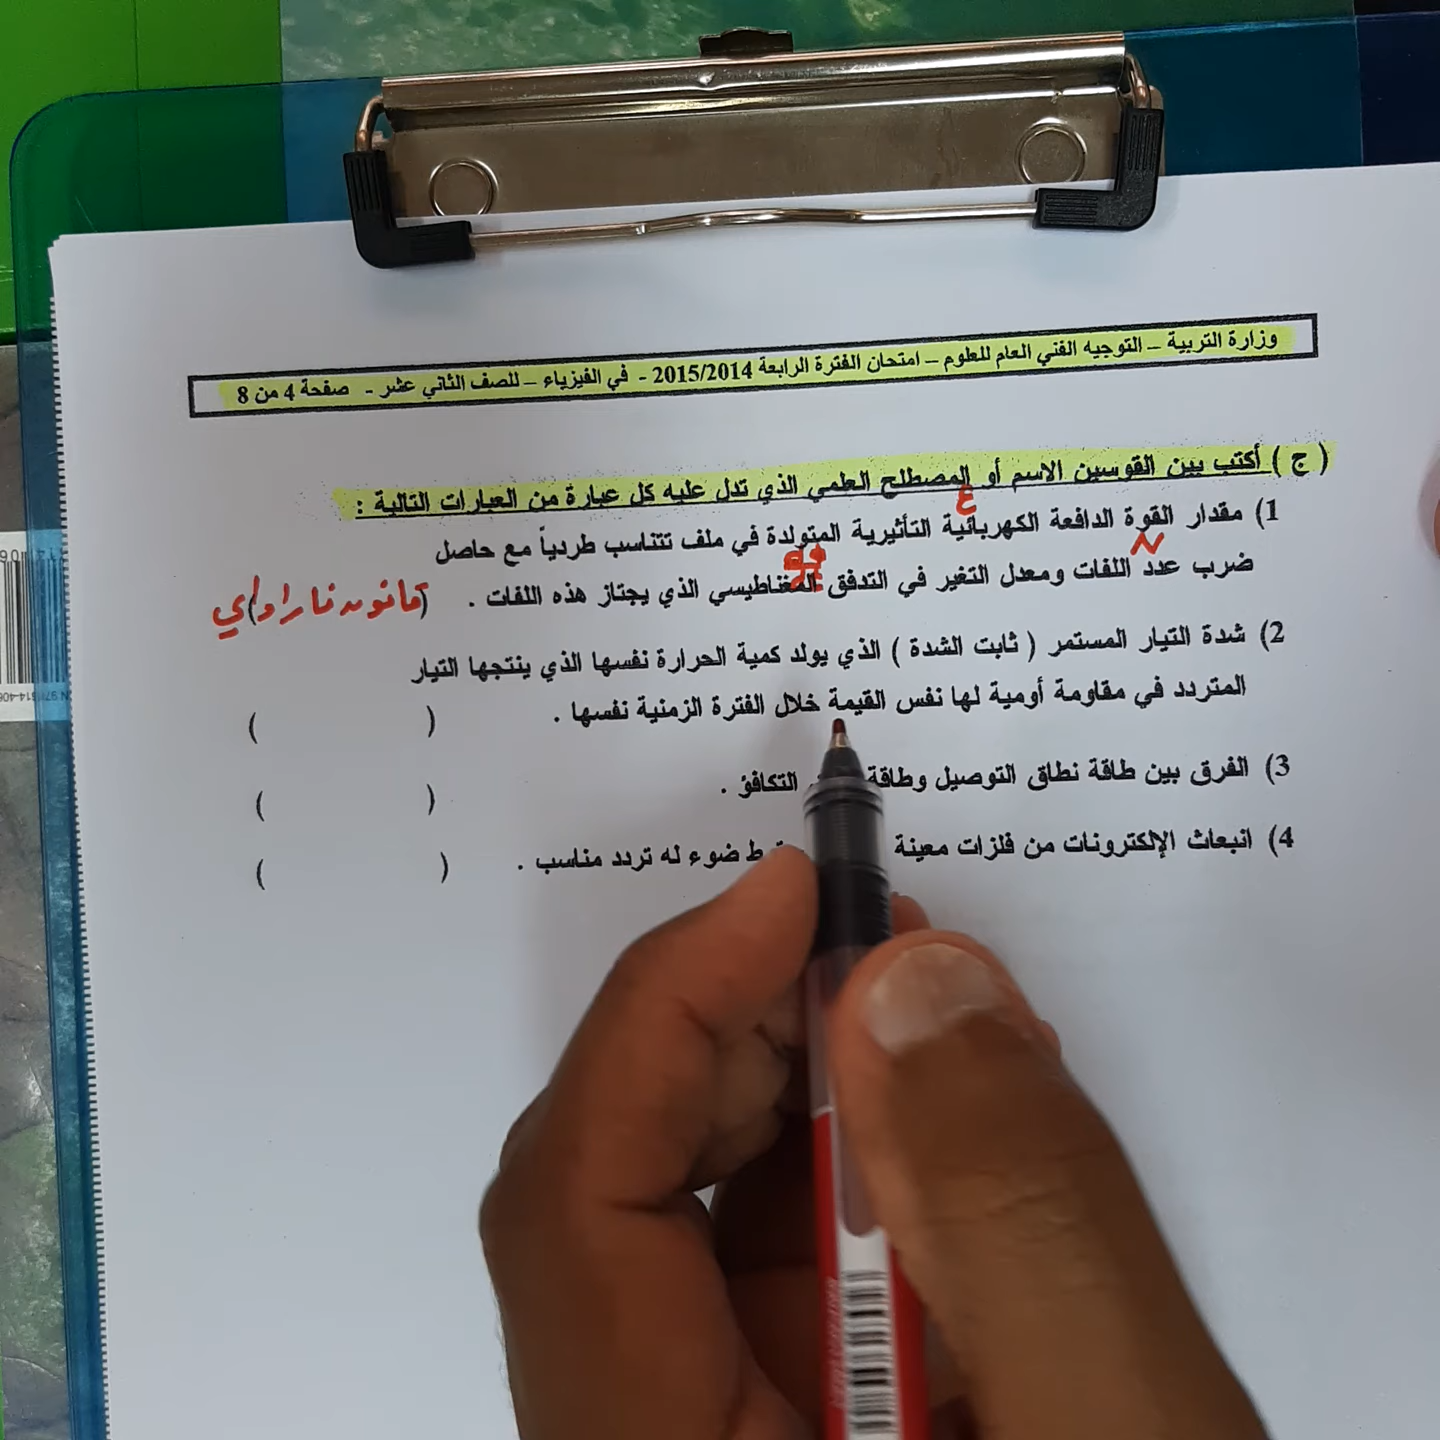 وزارة التربية – التوجيه الفني العام للعلوم – امتحان الفترة الرابعة 2015/2014 - في الفيزياء – للصف الثاني عشر - صفحة 4 من 8
( ج ) أكتب بين القوسين الاسم أو المصطلح العلمي الذي تدل عليه كل عبارة من العبارات التالية :
1) مقدار القوة الدافعة الكهربائية التأثيرية المتولدة في ملف تتناسب طردياً مع حاصل
ضرب عدد اللفات ومعدل التغير في التدفق المغناطيسي الذي يجتاز هذه اللفات . (قانون فاراداي)
2) شدة التيار المستمر ( ثابت الشدة ) الذي يولد كمية الحرارة نفسها الذي ينتجها التيار
المتردد في مقاومة أومية لها نفس القيمة خلال الفترة الزمنية نفسها . ( )
3) الفرق بين طاقة نطاق التوصيل وطاقة التكافؤ . ( )
4) انبعاث الإلكترونات من فلزات معينة ضوء له تردد مناسب . ( )